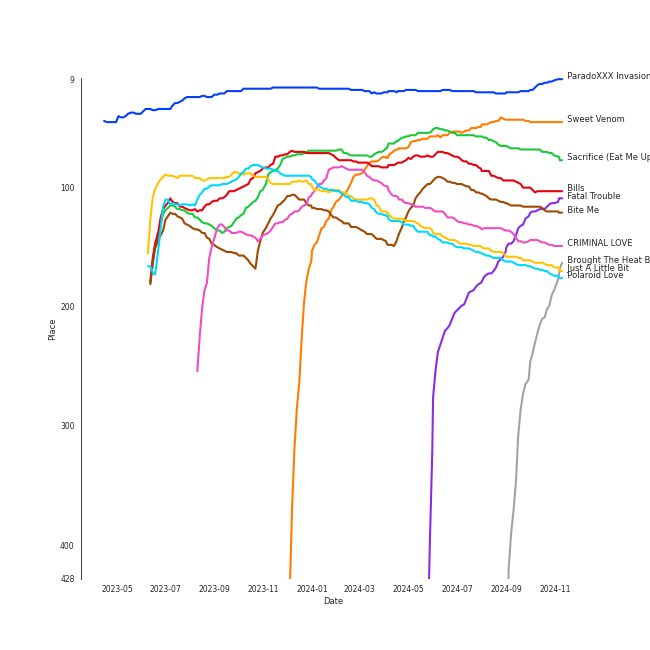 9
100
200
300
400
428
Place
2023-05
2023-07
2023-09
2023-11
2024-01
2024-03
2024-05
2024-07
2024-09
2024-11
Date
ParadoXXX Invasion
Sweet Venom
Sacrifice (Eat Me Up
Bills
Fatal Trouble
Bite Me
CRIMINAL LOVE
Brought The Heat B
Just A Little Bit
Polaroid Love